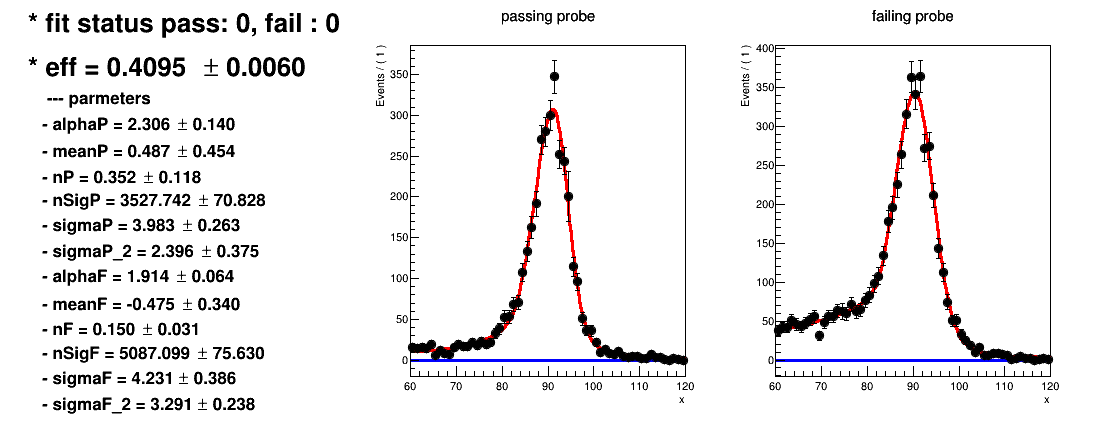 * fit status pass: 0, fail : 0
* eff = 0.4095 ± 0.0060
--- parmeters
- alphaP = 2.306 ± 0.140
- meanP = 0.487 ± 0.454
- nP = 0.352 ± 0.118
- nSigP = 3527.742 ± 70.828
- sigmaP = 3.983 ± 0.263
- sigmaP_2 = 2.396 ± 0.375
- alphaF = 1.914 ± 0.064
- meanF = -0.475 ± 0.340
- nF = 0.150 ± 0.031
- nSigF = 5087.099 ± 75.630
- sigmaF = 4.231 ± 0.386
- sigmaF_2 = 3.291 ± 0.238
passing probe
Events / ( 1 )
350
300
250
200
150
100
50
0
60 70 80 90 100 110 120
x
failing probe
Events / ( 1 )
400
350
300
250
200
150
100
50
0
60 70 80 90 100 110 120
x